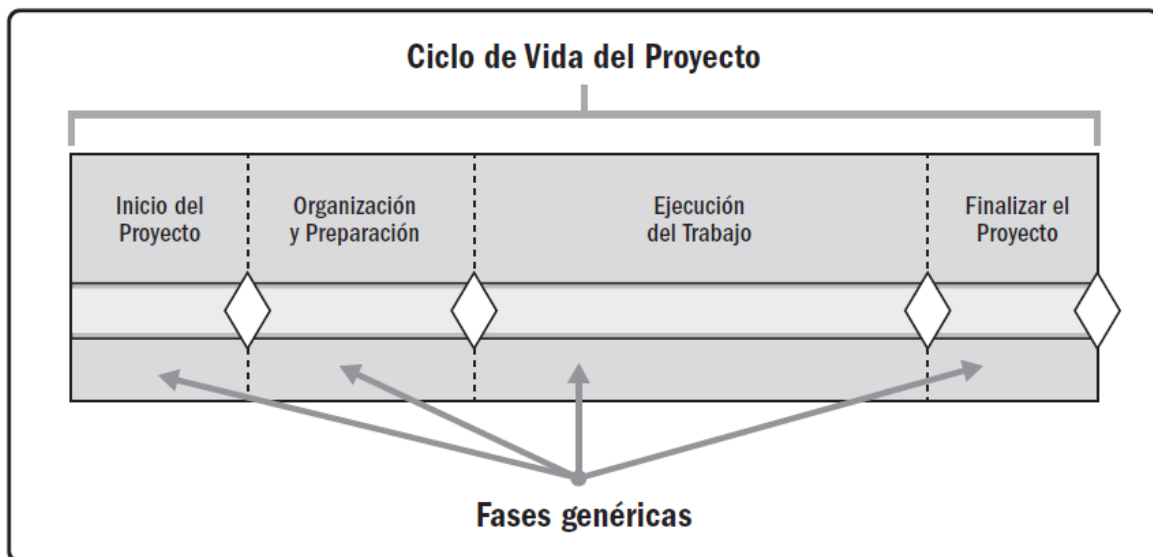 Ciclo de Vida del Proyecto
Inicio del
Proyecto
Organización
y Preparación
Ejecución
del Trabajo
Finalizar el
Proyecto
Fases genéricas